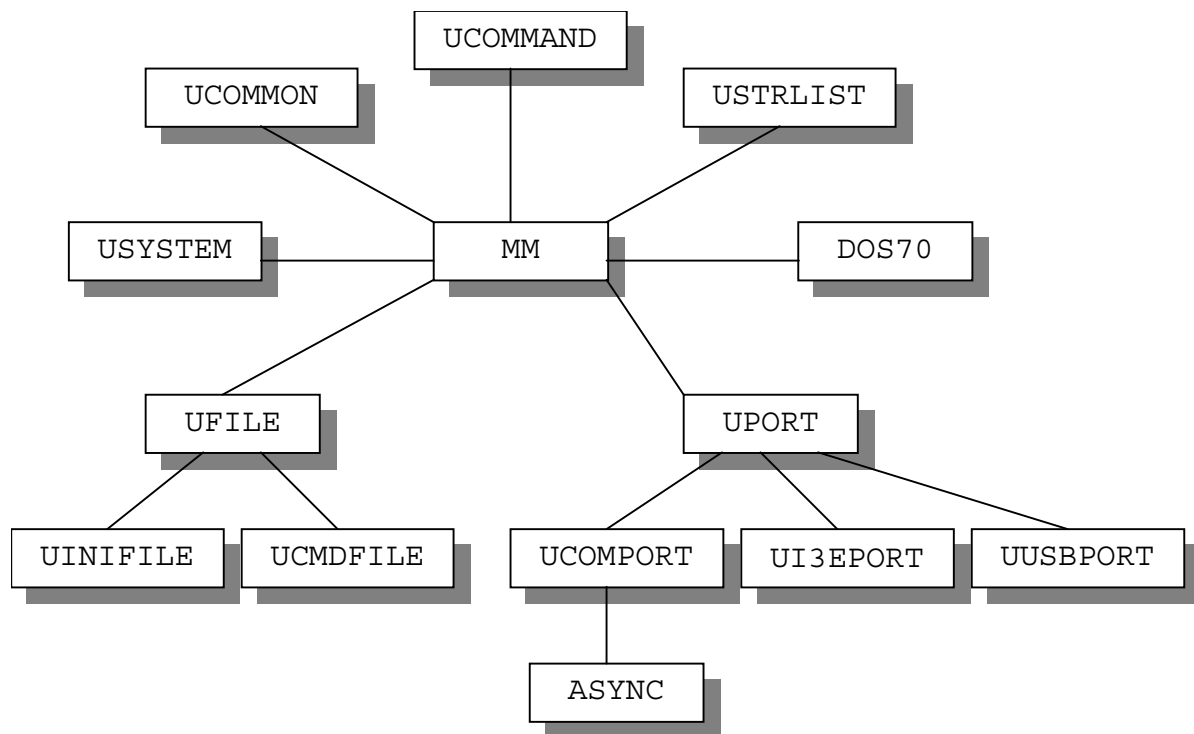 UCOMMAND
UCOMMON
USTRLIST
USYSTEM
MM
DOS70
UFILE
UPORT
UINIFILE
UCMDFILE
UCOMPORT
UI3EPORT
UUSBPORT
ASYNC